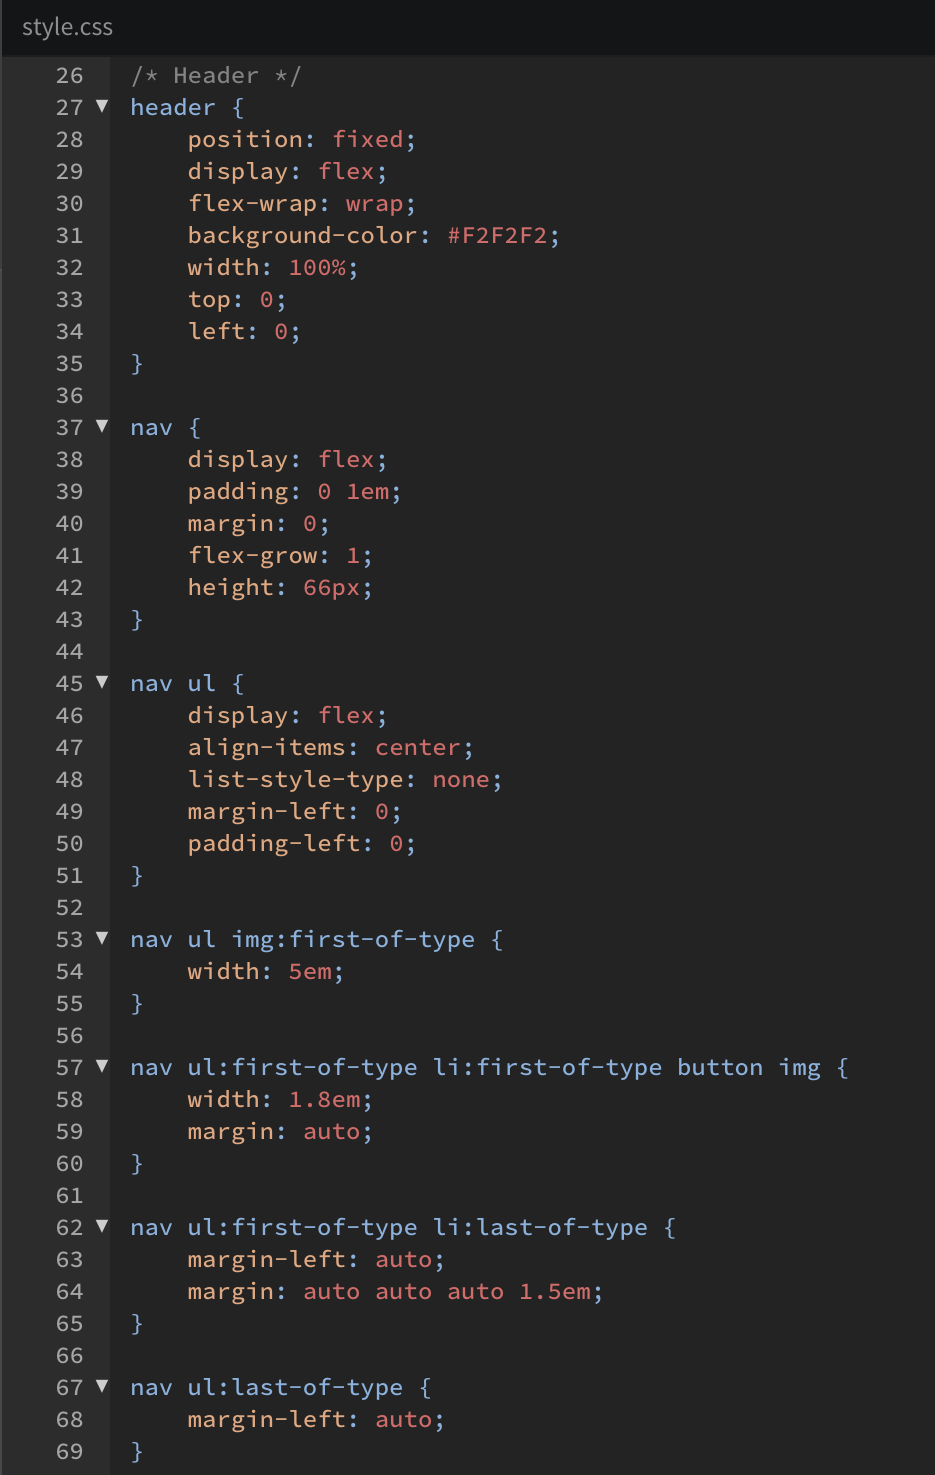 style.css
26 /* Header */
27 ▼ header {
28 position: fixed;
29 display: flex;
30 flex-wrap: wrap;
31 background-color: #F2F2F2;
32 width: 100%;
33 top: 0;
34 left: 0;
35 }
36
37 ▼ nav {
38 display: flex;
39 padding: 0 1em;
40 margin: 0;
41 flex-grow: 1;
42 height: 66px;
43 }
44
45 ▼ nav ul {
46 display: flex;
47 align-items: center;
48 list-style-type: none;
49 margin-left: 0;
50 padding-left: 0;
51 }
52
53 ▼ nav ul img:first-of-type {
54 width: 5em;
55 }
56
57 ▼ nav ul:first-of-type li:first-of-type button img {
58 width: 1.8em;
59 margin: auto;
60 }
61
62 ▼ nav ul:first-of-type li:last-of-type {
63 margin-left: auto;
64 margin: auto auto auto 1.5em;
65 }
66
67 ▼ nav ul:last-of-type {
68 margin-left: auto;
69 }